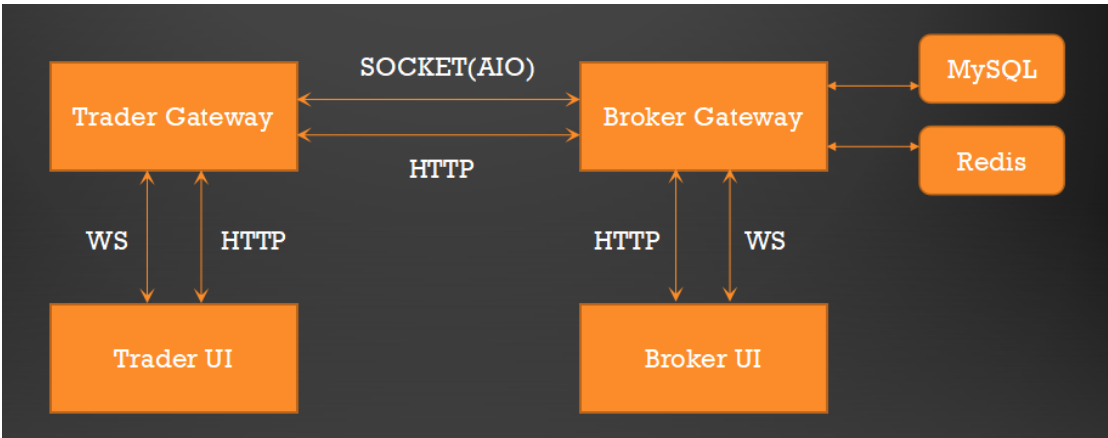 SOCKET(AIO)
MySQL
Trader Gateway
Broker Gateway
HTTP
Redis
WS
HTTP
HTTP
WS
Trader UI
Broker UI